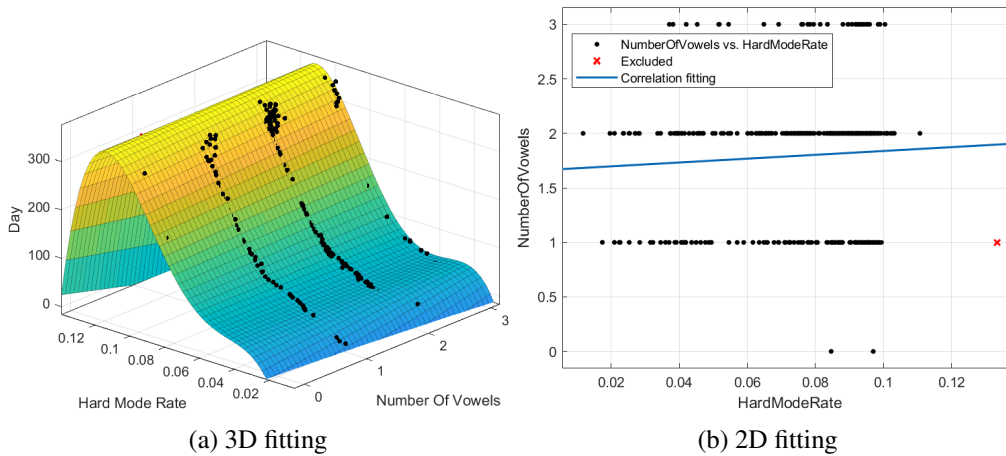 300
200
100
0
Day
0.12
0.1
0.08
0.06
0.04
0.02
Hard Mode Rate
0
1
2
3
Number Of Vowels
(a) 3D fitting
3
2.5
2
1.5
1
0.5
0
NumberOfVowels
NumberOfVowels vs. HardModeRate
Excluded
Correlation fitting
0.02
0.04
0.06
0.08
0.1
0.12
HardModeRate
(b) 2D fitting